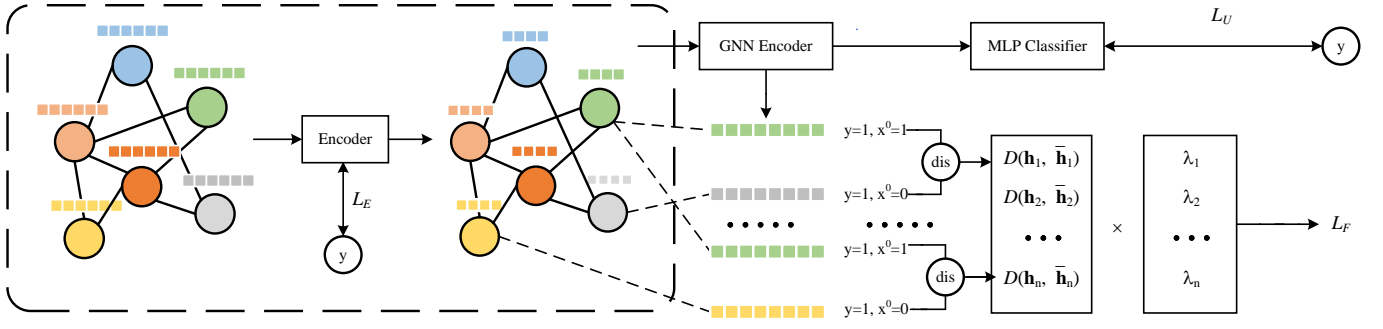 Encoder
L_E
y
GNN Encoder
MLP Classifier
L_U
y
y=1, x⁰=1
dis
y=1, x⁰=0
y=1, x⁰=1
dis
y=1, x⁰=0
D(𝐡₁, 𝐡̅₁)
D(𝐡₂, 𝐡̅₂)
• • •
D(𝐡ₙ, 𝐡̅ₙ)
×
λ₁
λ₂
• • •
λₙ
L_F